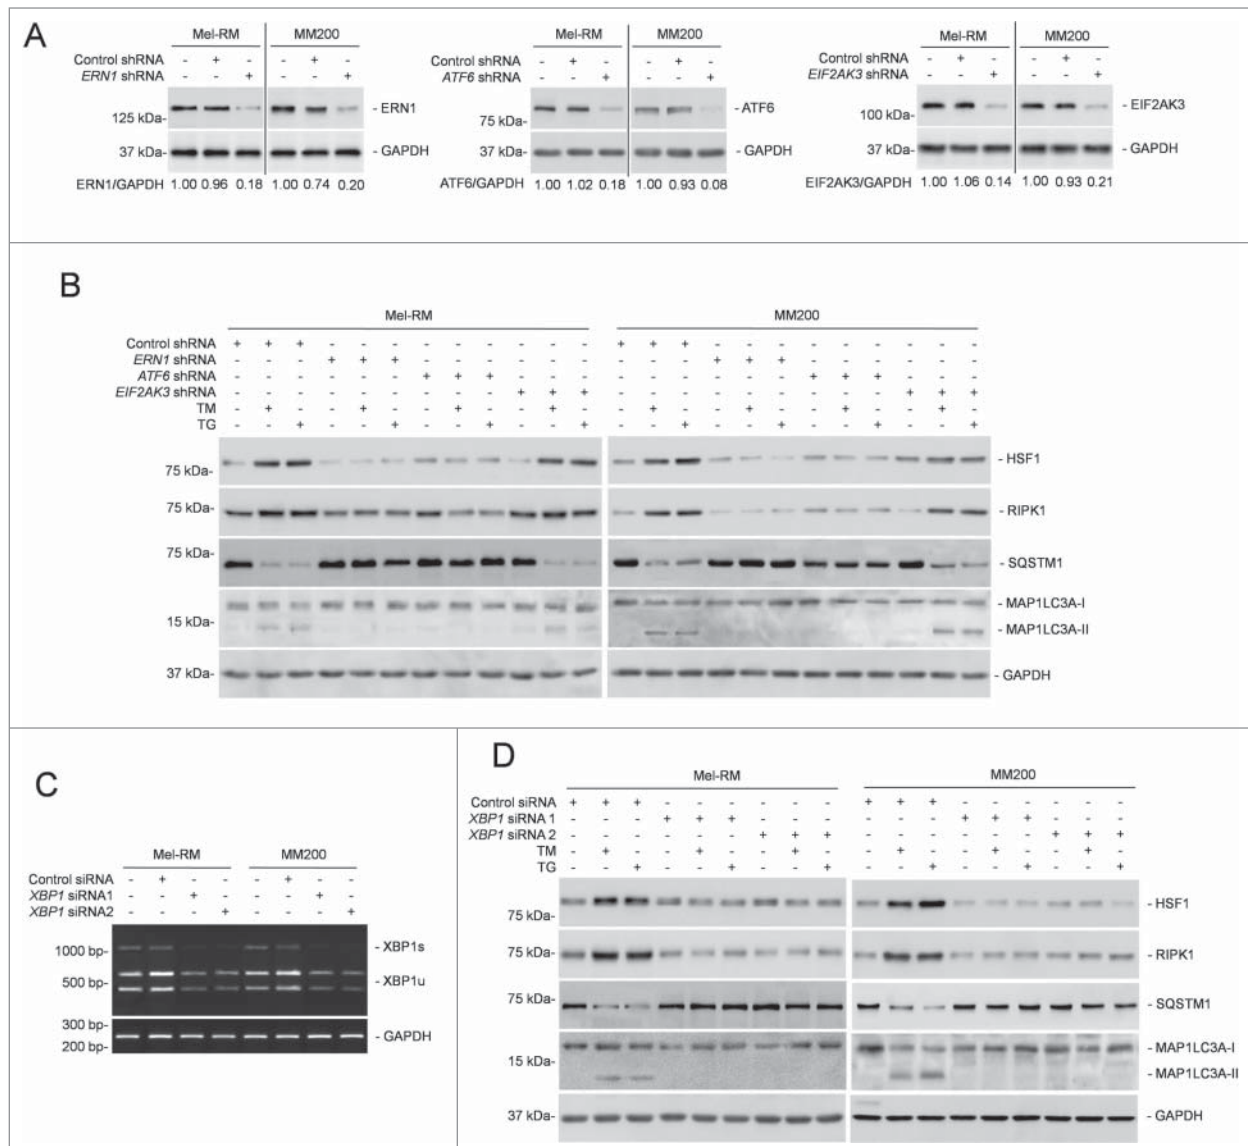 A
Mel-RM MM200
Control shRNA - + - - + -
ERN1 shRNA - - + - - +
125 kDa- - ERN1
37 kDa- - GAPDH
ERN1/GAPDH 1.00 0.96 0.18 1.00 0.74 0.20
Mel-RM MM200
Control shRNA - + - - + -
ATF6 shRNA - - + - - +
75 kDa- - ATF6
37 kDa- - GAPDH
ATF6/GAPDH 1.00 1.02 0.18 1.00 0.93 0.08
Mel-RM MM200
Control shRNA - + - - + -
EIF2AK3 shRNA - - + - - +
100 kDa- - EIF2AK3
37 kDa- - GAPDH
EIF2AK3/GAPDH 1.00 1.06 0.14 1.00 0.93 0.21
B
Mel-RM MM200
Control shRNA + + + - - - - - - - - - + + + - - - - - - - - -
ERN1 shRNA - - - + + + - - - - - - - - - + + + - - - - - -
ATF6 shRNA - - - - - - + + + - - - - - - - - - + + + - - -
EIF2AK3 shRNA - - - - - - - - - + + + - - - - - - - - - + + +
TM - + - - + - - + - - + - - + - - + - - + - - + -
TG - - + - - + - - + - - + - - + - - + - - + - - +
75 kDa- - HSF1
75 kDa- - RIPK1
75 kDa- - SQSTM1
- MAP1LC3A-I
15 kDa- - MAP1LC3A-II
37 kDa- - GAPDH
C
Mel-RM MM200
Control siRNA - + - - - + - -
XBP1 siRNA1 - - + - - - + -
XBP1 siRNA2 - - - + - - - +
1000 bp- - XBP1s
500 bp- - XBP1u
300 bp-
200 bp- - GAPDH
D
Mel-RM MM200
Control siRNA + + + - - - - - - + + + - - - - - -
XBP1 siRNA 1 - - - + + + - - - - - - + + + - - -
XBP1 siRNA 2 - - - - - - + + + - - - - - - + + +
TM - + - - + - - + - - + - - + - - + -
TG - - + - - + - - + - - + - - + - - +
75 kDa- - HSF1
75 kDa- - RIPK1
75 kDa- - SQSTM1
- MAP1LC3A-I
15 kDa- - MAP1LC3A-II
37 kDa- - GAPDH